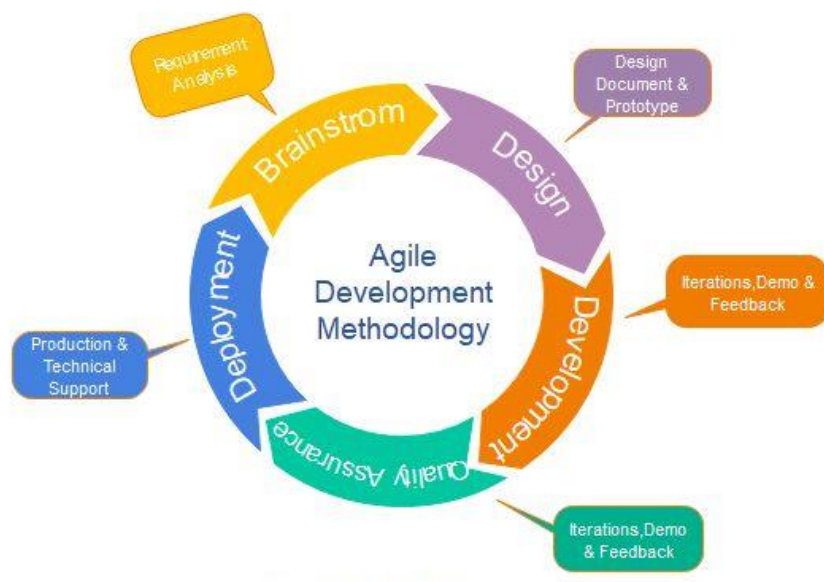 Requirement
Analysis
Brainstrom
Design
Document &
Prototype
Design
Agile
Development
Methodology
Iterations,Demo &
Feedback
Development
Production &
Technical
Support
Deployment
Quality Assurance
Iterations,Demo
& Feedback